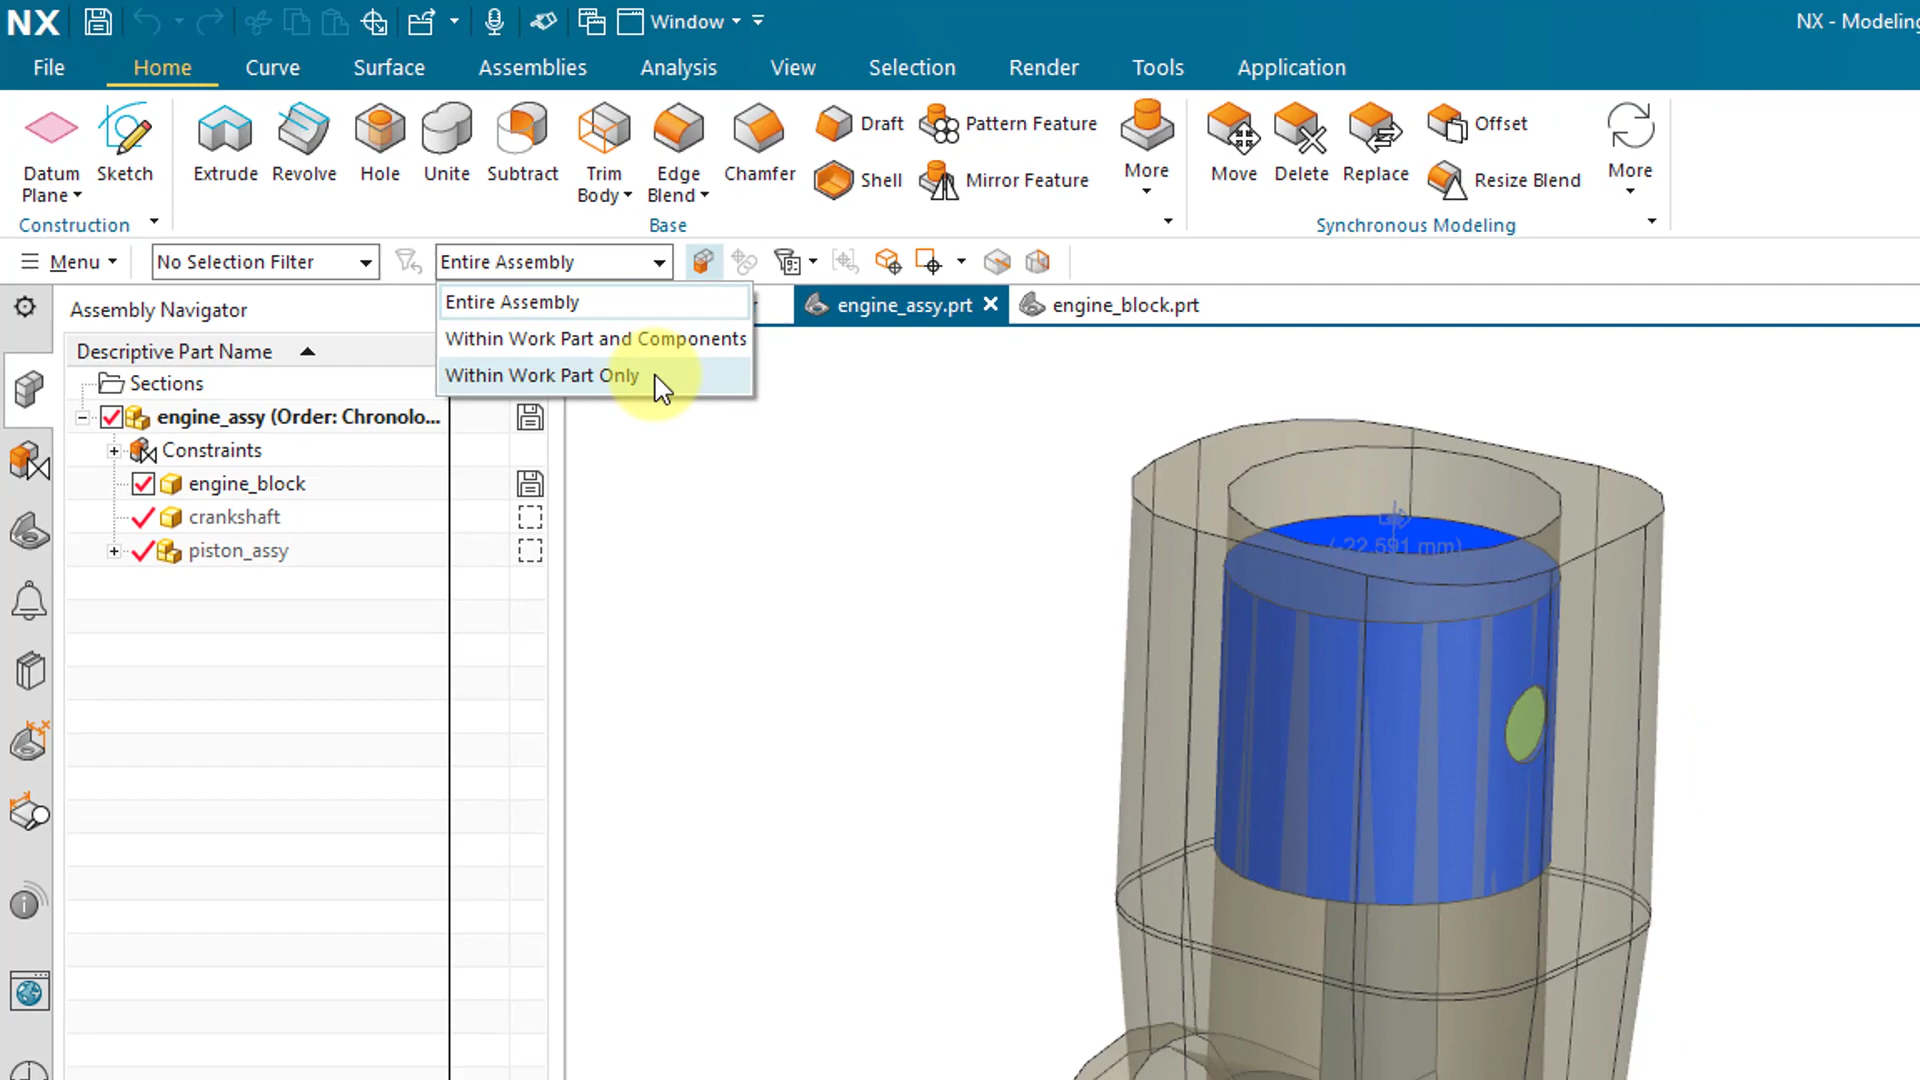 NX Window NX - Modeling
File Home Curve Surface Assemblies Analysis View Selection Render Tools Application
Datum Plane Sketch Extrude Revolve Hole Unite Subtract Trim Body Edge Blend Chamfer Draft Shell Pattern Feature Mirror Feature More Move Delete Replace Offset Resize Blend More
Construction Base Synchronous Modeling
Menu No Selection Filter Entire Assembly
Entire Assembly
Within Work Part and Components
Within Work Part Only
engine_assy.prt engine_block.prt
Assembly Navigator
Descriptive Part Name
Sections
engine_assy (Order: Chronolo...
Constraints
engine_block
crankshaft
piston_assy
(-22.591 mm)